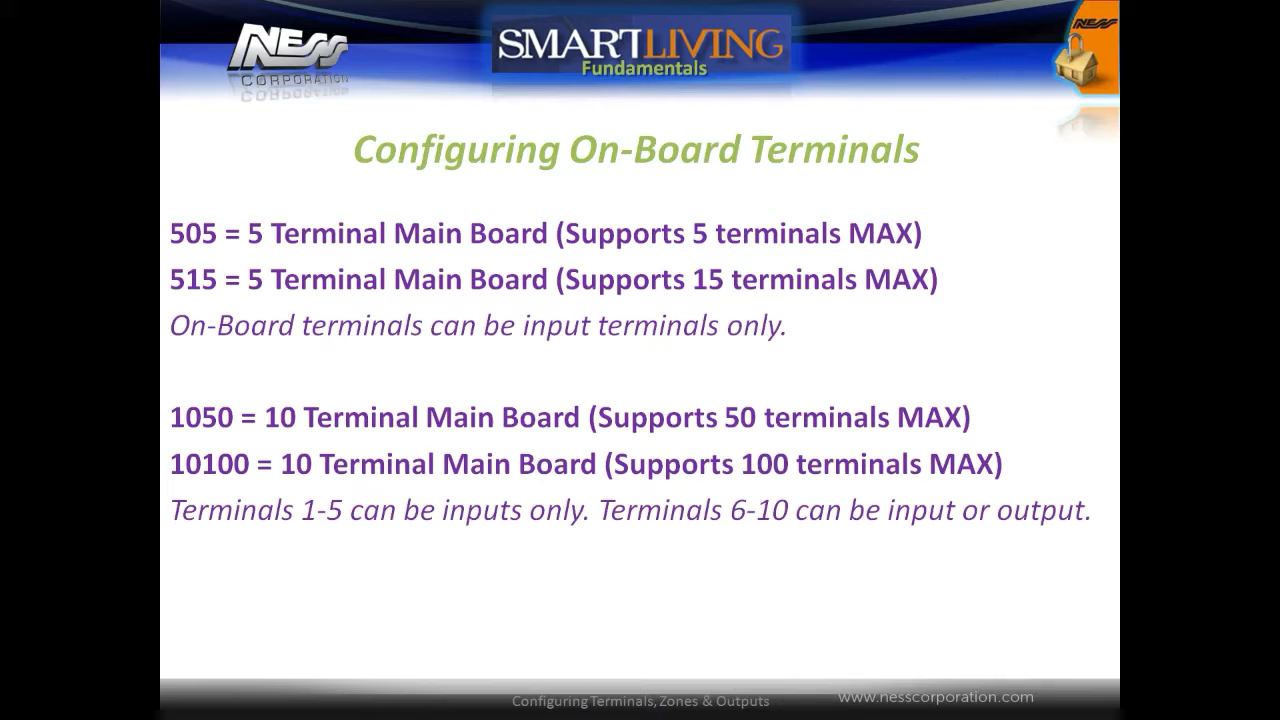 NESS
CORPORATION
SMARTLIVING
Fundamentals
NESS
Configuring On-Board Terminals
505 = 5 Terminal Main Board (Supports 5 terminals MAX)
515 = 5 Terminal Main Board (Supports 15 terminals MAX)
On-Board terminals can be input terminals only.
1050 = 10 Terminal Main Board (Supports 50 terminals MAX)
10100 = 10 Terminal Main Board (Supports 100 terminals MAX)
Terminals 1-5 can be inputs only. Terminals 6-10 can be input or output.
Configuring Terminals, Zones & Outputs
www.nesscorporation.com